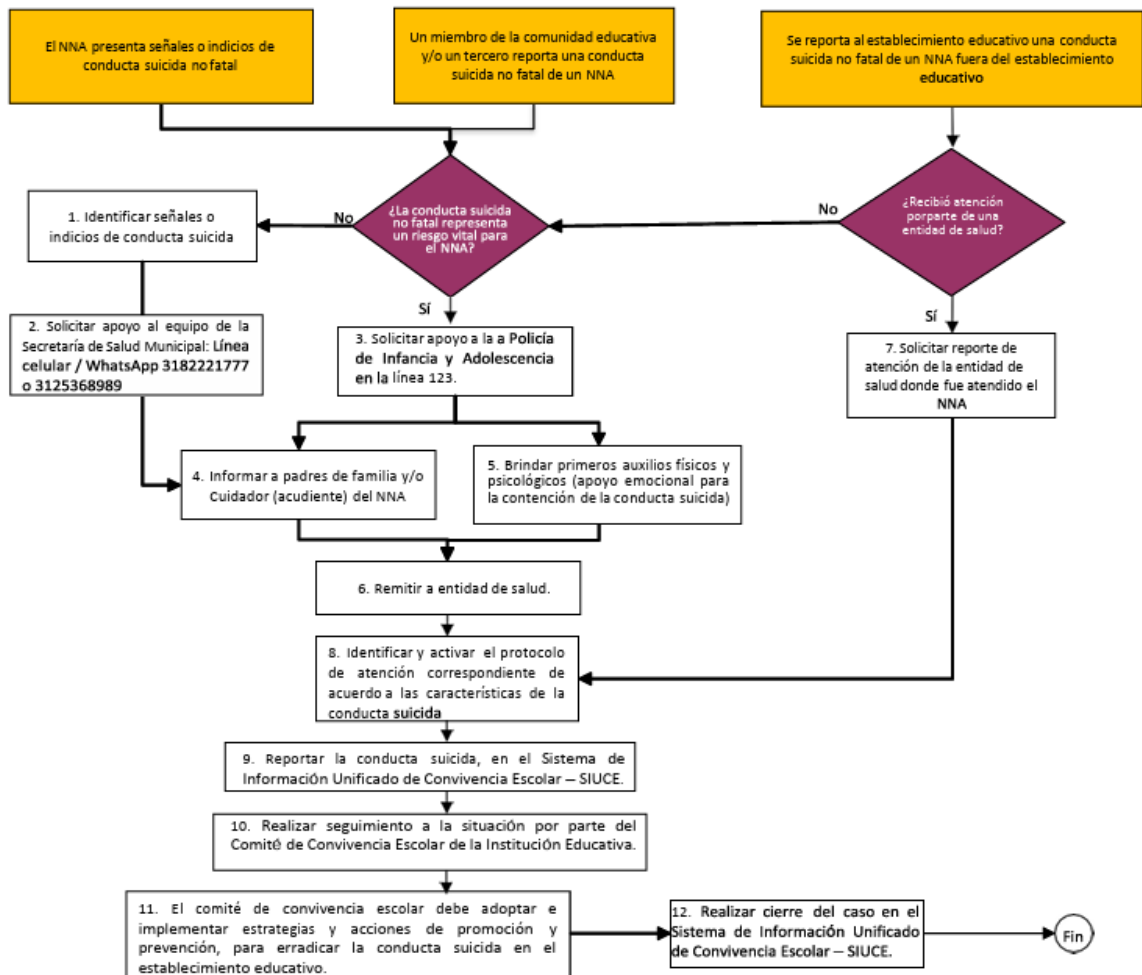 El NNA presenta señales o indicios de
conducta suicida no fatal
Un miembro de la comunidad educativa
y/o un tercero reporta una conducta
suicida no fatal de un NNA
Se reporta al establecimiento educativo una conducta
suicida no fatal de un NNA fuera del establecimiento
educativo
1. Identificar señales o
indicios de conducta suicida
No
¿La conducta suicida
no fatal representa
un riesgo vital para
el NNA?
No
¿Recibió atención
porparte de una
entidad de salud?
Sí
Sí
2. Solicitar apoyo al equipo de la
Secretaría de Salud Municipal: Línea
celular / WhatsApp 3182221777
o 3125368989
3. Solicitar apoyo a la a Policía
de Infancia y Adolescencia
en la línea 123.
7. Solicitar reporte de
atención de la entidad de
salud donde fue atendido el
NNA
4. Informar a padres de familia y/o
Cuidador (acudiente) del NNA
5. Brindar primeros auxilios físicos y
psicológicos (apoyo emocional para
la contención de la conducta suicida)
6. Remitir a entidad de salud.
8. Identificar y activar el protocolo
de atención correspondiente de
acuerdo a las características de la
conducta suicida
9. Reportar la conducta suicida, en el Sistema de
Información Unificado de Convivencia Escolar – SIUCE.
10. Realizar seguimiento a la situación por parte del
Comité de Convivencia Escolar de la Institución Educativa.
11. El comité de convivencia escolar debe adoptar e
implementar estrategias y acciones de promoción y
prevención, para erradicar la conducta suicida en el
establecimiento educativo.
12. Realizar cierre del caso en el
Sistema de Información Unificado
de Convivencia Escolar – SIUCE.
Fin